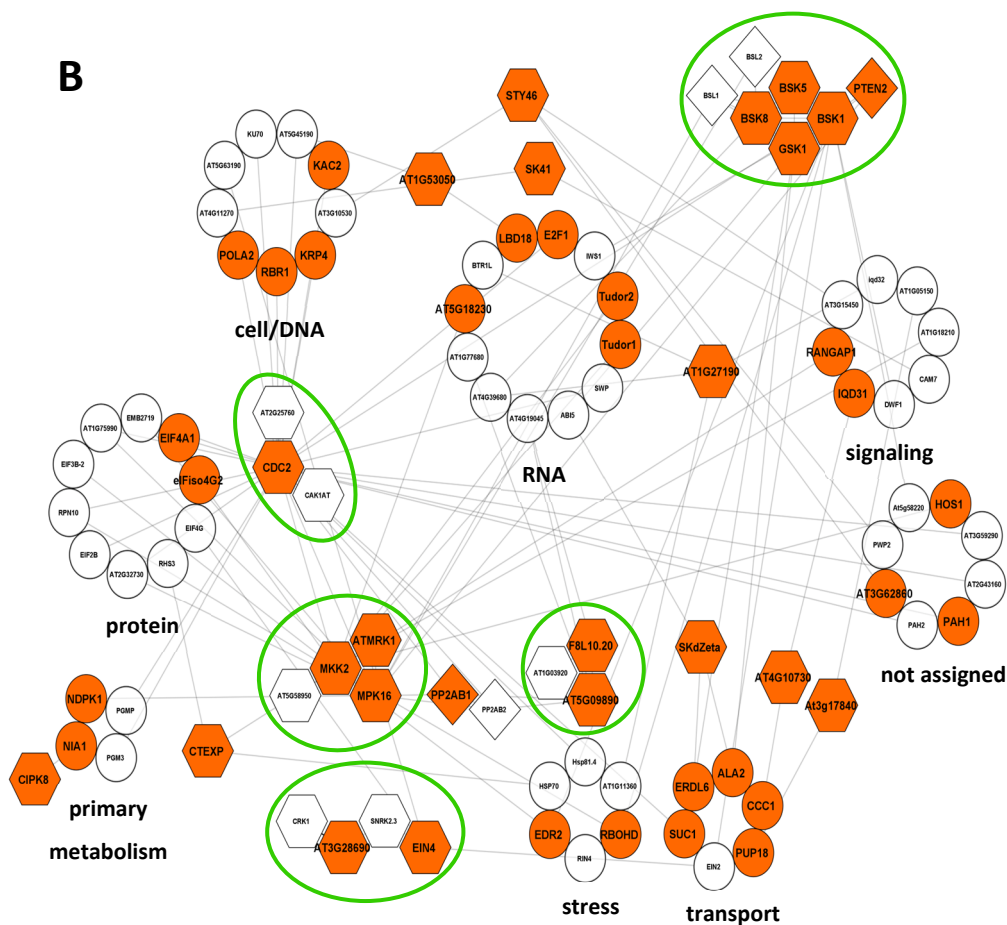 B
BSL2
BSL1
BSK5
PTEN2
BSK8
BSK1
GSK1
STY46
SK41
AT1G53050
KU70
AT5G45190
AT5G63190
KAC2
AT4G11270
AT3G10530
POLA2
RBR1
KRP4
cell/DNA
LBD18
E2F1
BTR1L
IWS1
AT5G18230
Tudor2
Tudor1
AT1G77680
SWP
AT4G39680
ABI5
AT4G19045
RNA
AT1G27190
iqd32
AT3G15450
AT1G05150
AT1G18210
RANGAP1
CAM7
IQD31
DWF1
signaling
AT2G25760
CDC2
CAK1AT
EMB2719
AT1G75990
EIF4A1
EIF3B-2
eIFiso4G2
RPN10
EIF4G
EIF2B
RHS3
AT2G32730
protein
At5g58220
HOS1
PWP2
AT3G59290
AT2G43160
AT3G62860
PAH2
PAH1
not assigned
ATMRK1
MKK2
MPK16
AT5G58950
PP2AB1
PP2AB2
F8L10.20
AT1G03920
AT5G09890
SKdZeta
AT4G10730
At3g17840
NDPK1
PGMP
NIA1
PGM3
CIPK8
primary
metabolism
CTEXP
CRK1
SNRK2.3
AT3G28690
EIN4
Hsp81.4
HSP70
AT1G11360
EDR2
RBOHD
RIN4
stress
ALA2
ERDL6
CCC1
SUC1
PUP18
EIN2
transport